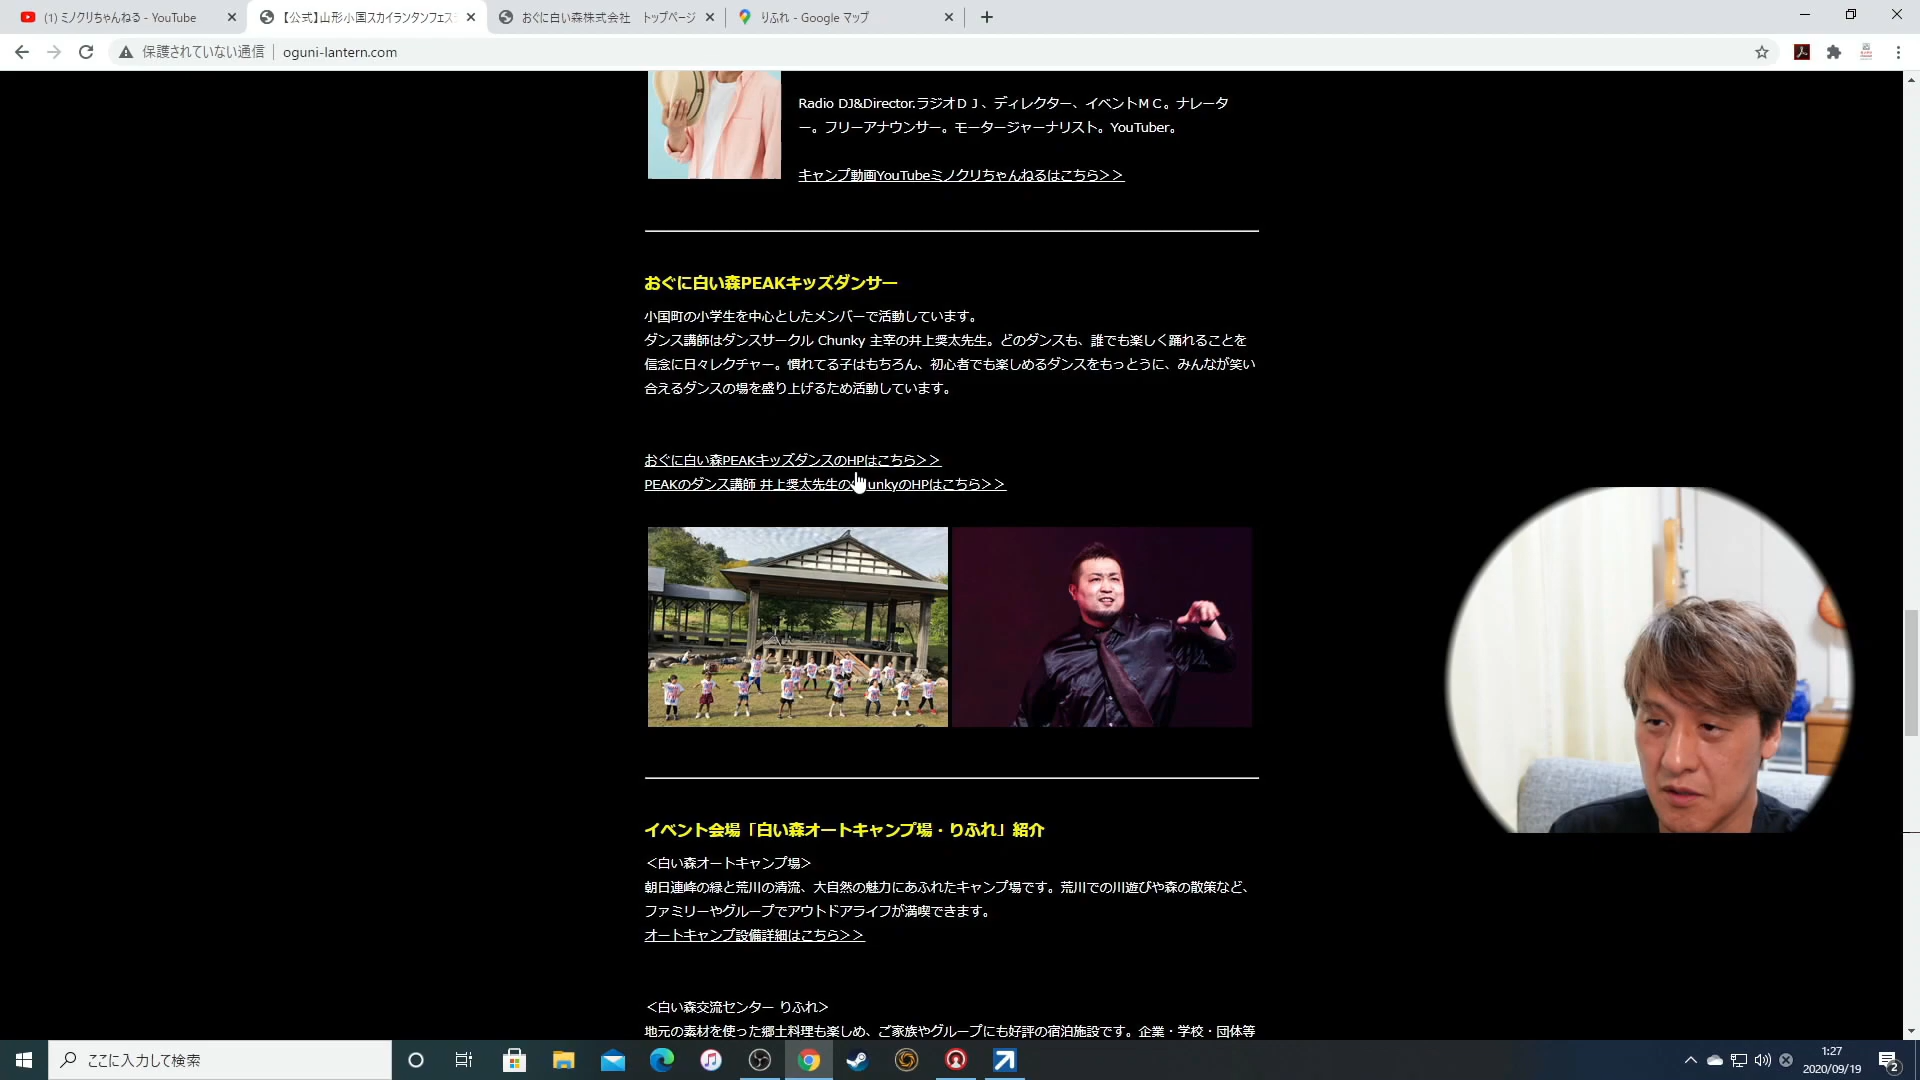 (1) ミノクリちゃんねる - YouTube
【公式】山形小国スカイランタンフェス
おぐに白い森株式会社　トップページ
りふれ - Google マップ
保護されていない通信
oguni-lantern.com
Radio DJ&Director.ラジオＤＪ、ディレクター、イベントＭＣ。ナレータ
ー。フリーアナウンサー。モータージャーナリスト。YouTuber。
キャンプ動画YouTubeミノクリちゃんねるはこちら＞＞
おぐに白い森PEAKキッズダンサー
小国町の小学生を中心としたメンバーで活動しています。
ダンス講師はダンスサークル Chunky 主宰の井上奨太先生。どのダンスも、誰でも楽しく踊れることを
信念に日々レクチャー。慣れてる子はもちろん、初心者でも楽しめるダンスをもっとうに、みんなが笑い
合えるダンスの場を盛り上げるため活動しています。
おぐに白い森PEAKキッズダンスのHPはこちら＞＞
PEAKのダンス講師 井上奨太先生の unkyのHPはこちら＞＞
イベント会場「白い森オートキャンプ場・りふれ」紹介
＜白い森オートキャンプ場＞
朝日連峰の緑と荒川の清流、大自然の魅力にあふれたキャンプ場です。荒川での川遊びや森の散策など、
ファミリーやグループでアウトドアライフが満喫できます。
オートキャンプ設備詳細はこちら＞＞
＜白い森交流センター りふれ＞
地元の素材を使った郷土料理も楽しめ、ご家族やグループにも好評の宿泊施設です。企業・学校・団体等
ここに入力して検索
1:27
2020/09/19
2